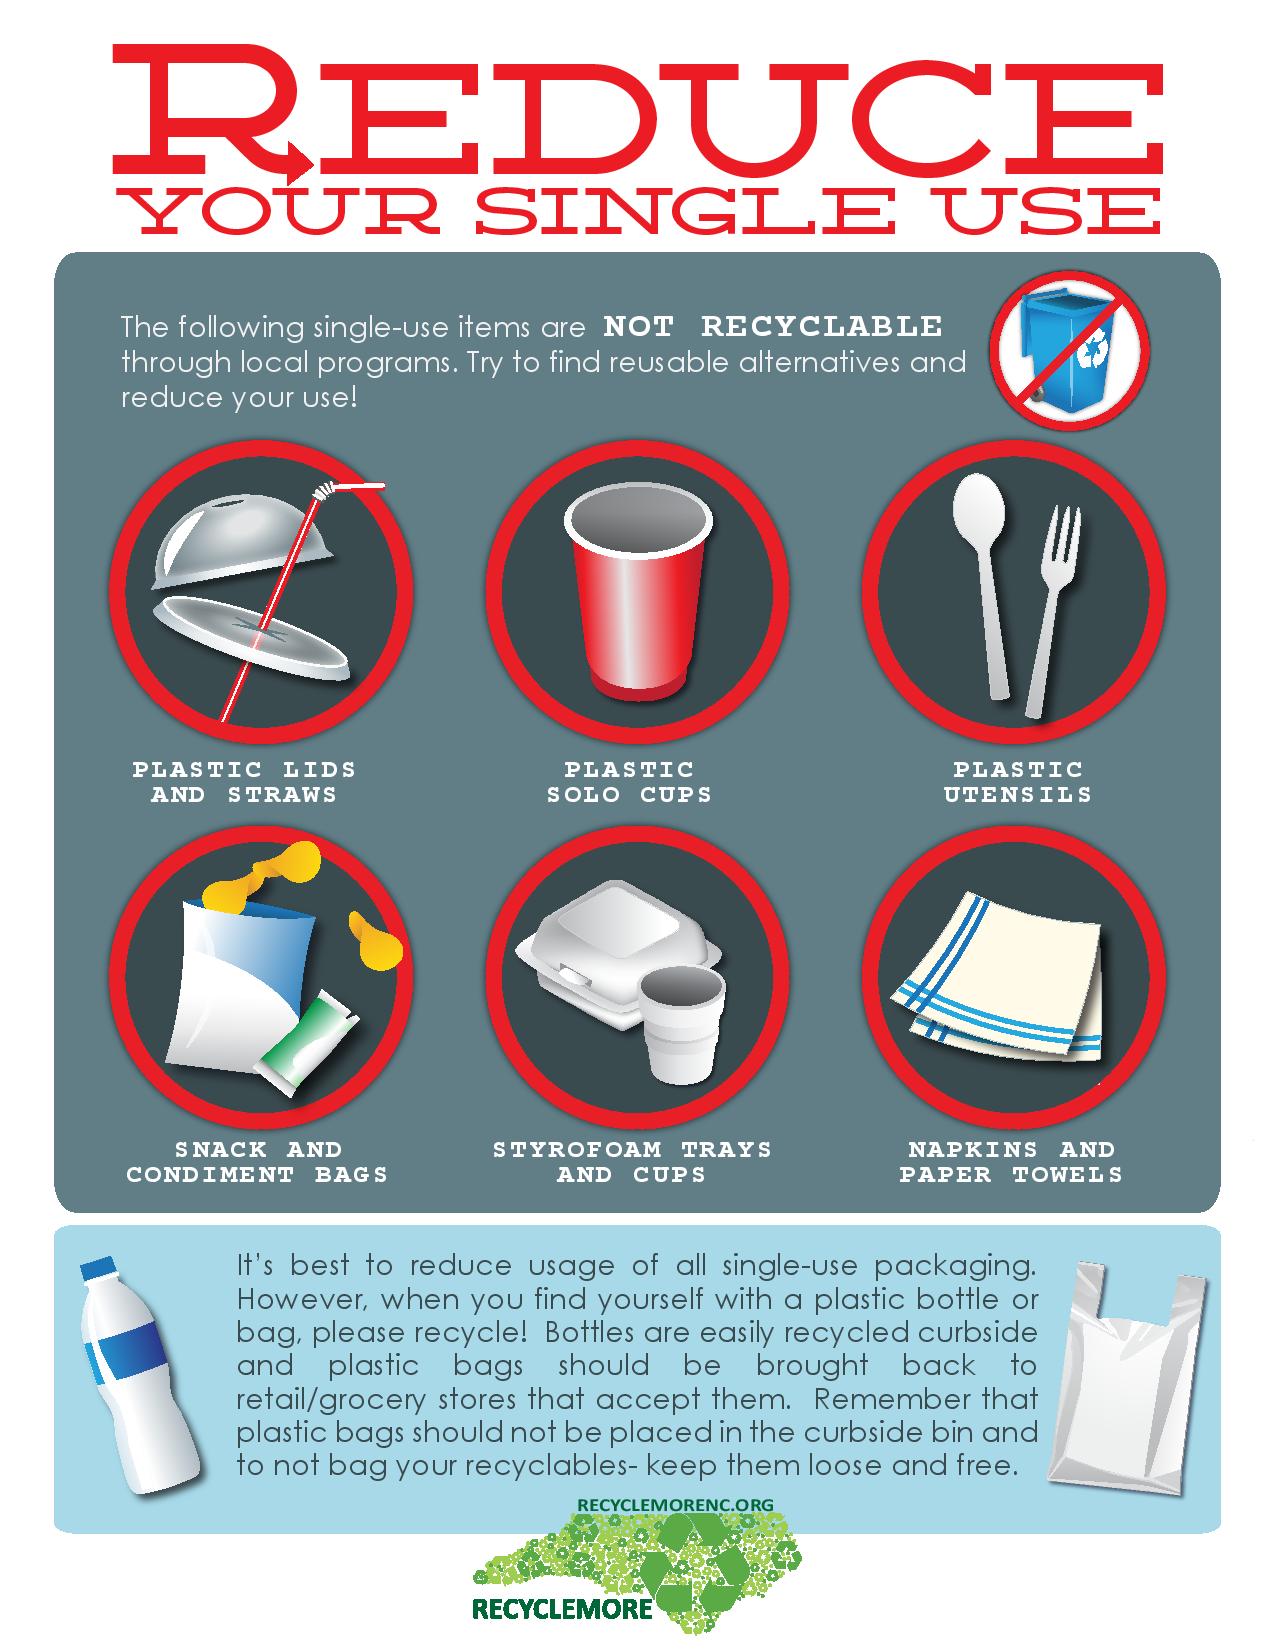 REDUCE
YOUR SINGLE USE
The following single-use items are NOT RECYCLABLE
through local programs. Try to find reusable alternatives and
reduce your use!
PLASTIC LIDS
AND STRAWS
PLASTIC
SOLO CUPS
PLASTIC
UTENSILS
SNACK AND
CONDIMENT BAGS
STYROFOAM TRAYS
AND CUPS
NAPKINS AND
PAPER TOWELS
It's best to reduce usage of all single-use packaging.
However, when you find yourself with a plastic bottle or
bag, please recycle! Bottles are easily recycled curbside
and plastic bags should be brought back to
retail/grocery stores that accept them. Remember that
plastic bags should not be placed in the curbside bin and
to not bag your recyclables- keep them loose and free.
RECYCLEMORENC.ORG
RECYCLEMORE